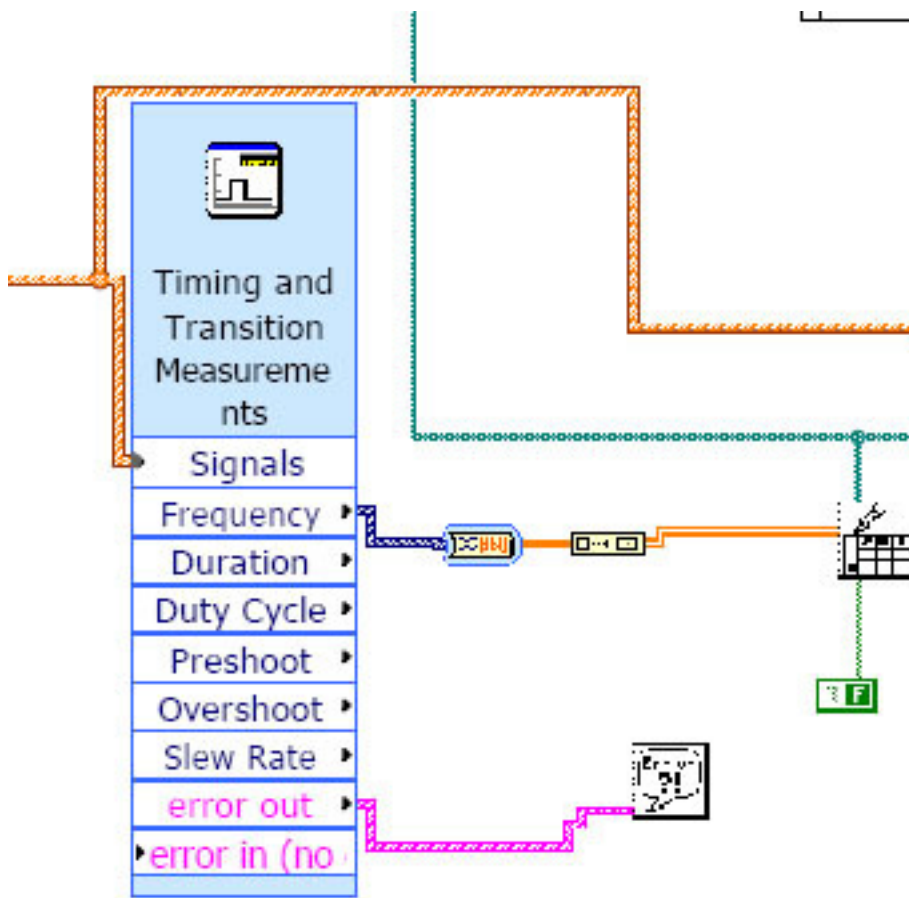 Timing and
Transition
Measureme
nts
Signals
Frequency
Duration
Duty Cycle
Preshoot
Overshoot
Slew Rate
error out
error in (no
F
Error
?!